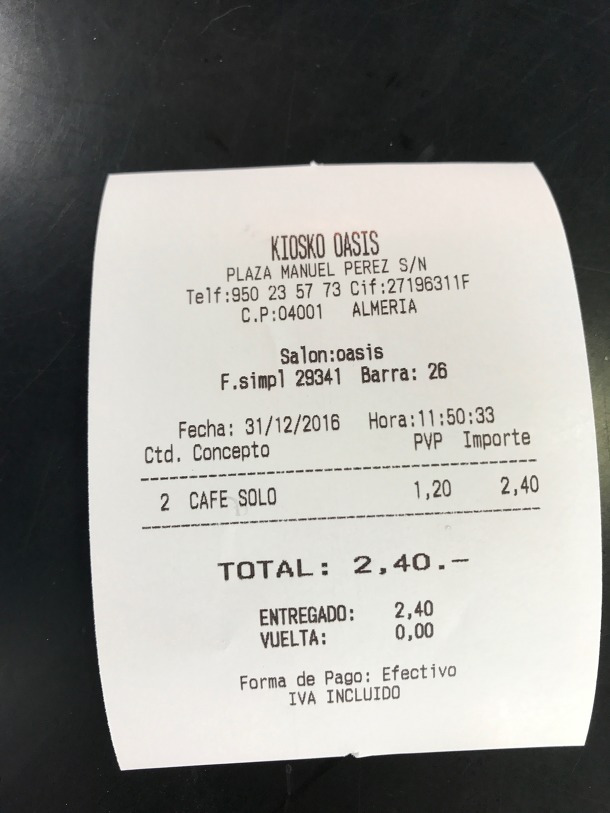 KIOSKO OASIS
PLAZA MANUEL PEREZ S/N
Telf:950 23 57 73 Cif:27196311F
C.P:04001 ALMERIA
Salon:oasis
F.simpl 29341 Barra: 26
Fecha: 31/12/2016 Hora:11:50:33
Ctd. Concepto PVP Importe
2 CAFE SOLO 1,20 2,40
TOTAL: 2,40.-
ENTREGADO: 2,40
VUELTA: 0,00
Forma de Pago: Efectivo
IVA INCLUIDO